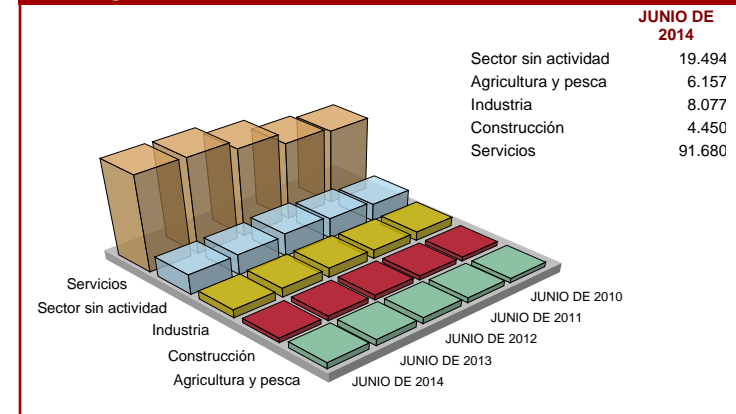 JUNIO DE
2014
Sector sin actividad 19.494
Agricultura y pesca 6.157
Industria 8.077
Construcción 4.450
Servicios 91.680
Servicios
Sector sin actividad
Industria
Construcción
Agricultura y pesca
JUNIO DE 2010
JUNIO DE 2011
JUNIO DE 2012
JUNIO DE 2013
JUNIO DE 2014